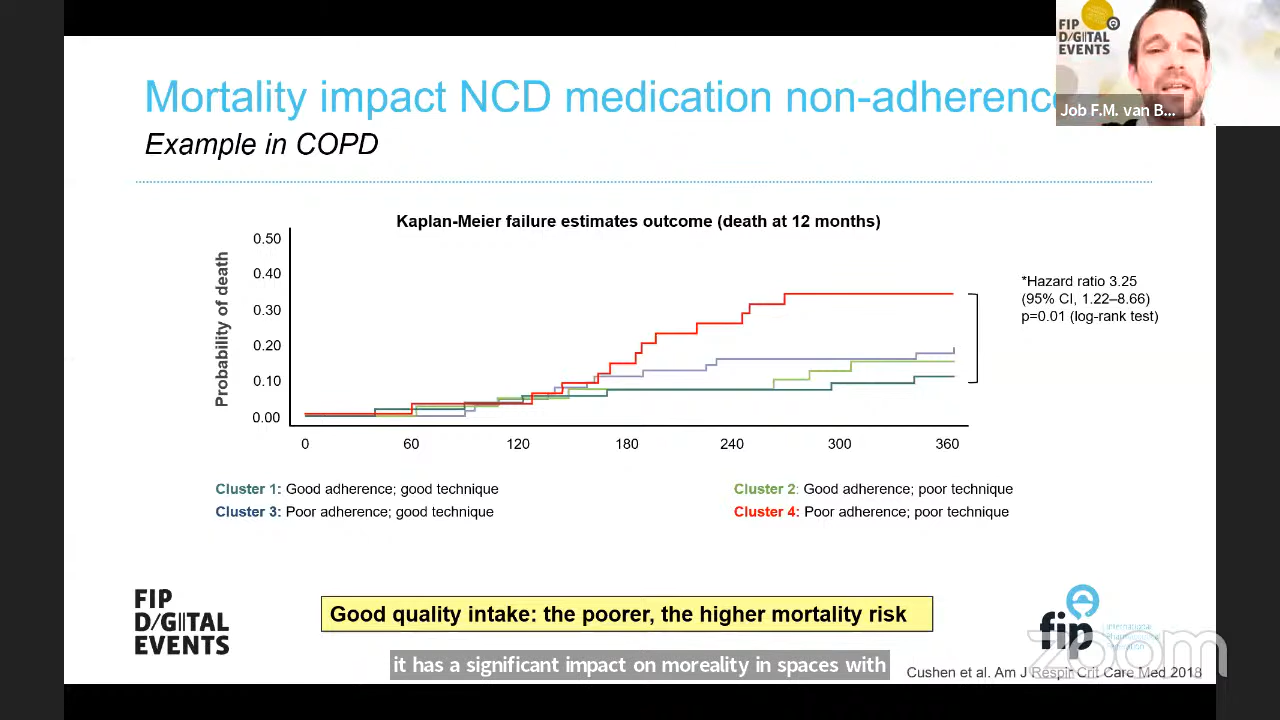 FIP
D/G/TAL
EVENTS
Job F.M. van B...
Mortality impact NCD medication non-adherenc
Example in COPD
Kaplan-Meier failure estimates outcome (death at 12 months)
Probability of death
0.50
0.40
0.30
0.20
0.10
0.00
0 60 120 180 240 300 360
*Hazard ratio 3.25
(95% CI, 1.22–8.66)
p=0.01 (log-rank test)
Cluster 1: Good adherence; good technique
Cluster 2: Good adherence; poor technique
Cluster 3: Poor adherence; good technique
Cluster 4: Poor adherence; poor technique
FIP
D/G/TAL
EVENTS
Good quality intake: the poorer, the higher mortality risk
fip
International
Pharmaceutical
Federation
zoom
it has a significant impact on moreality in spaces with
Cushen et al. Am J Respir Crit Care Med 2018